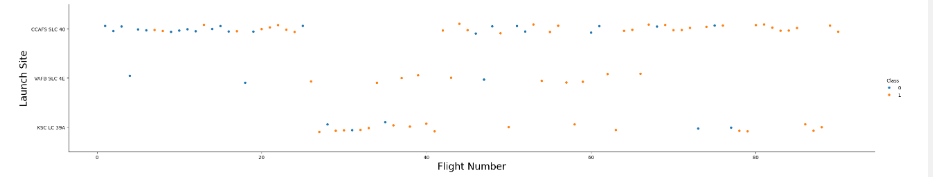 CCAFS SLC 40
VAFB SLC 4E
KSC LC 39A
Launch Site
0
20
40
60
80
Flight Number
Class
0
1